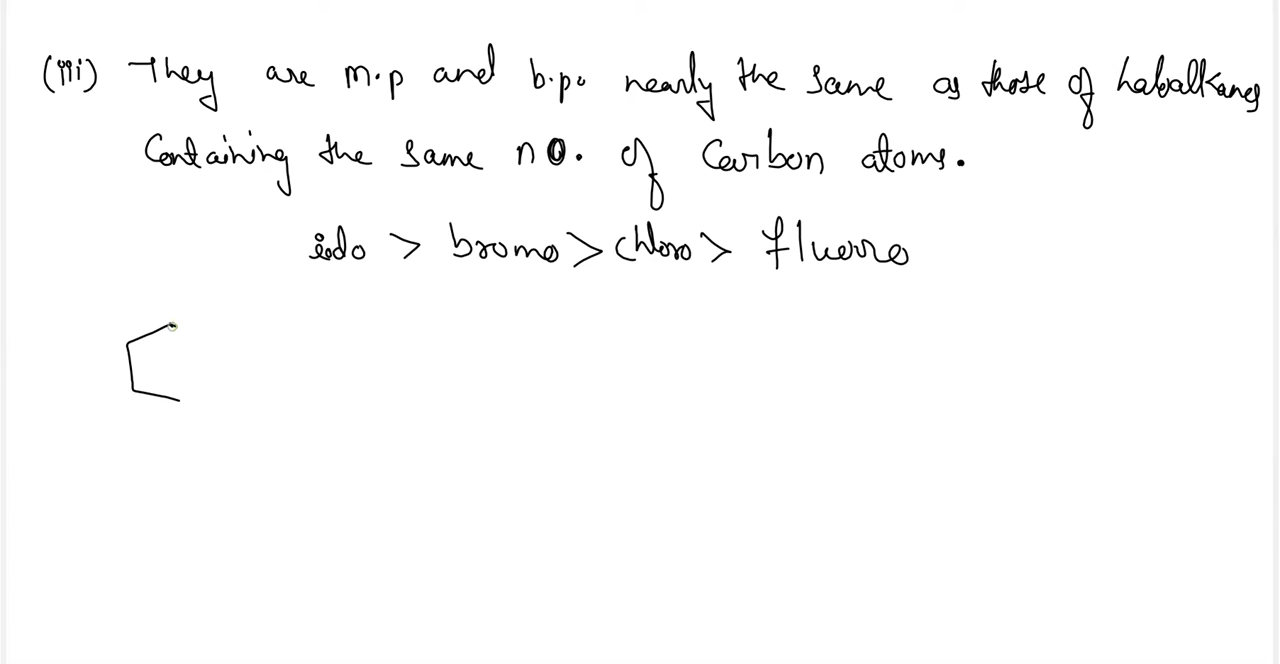 (iii) They are m.p and b.p. nearly the same as those of haloalkanes
Containing the same no. of Carbon atoms.
iodo > bromo > chloro > fluoro